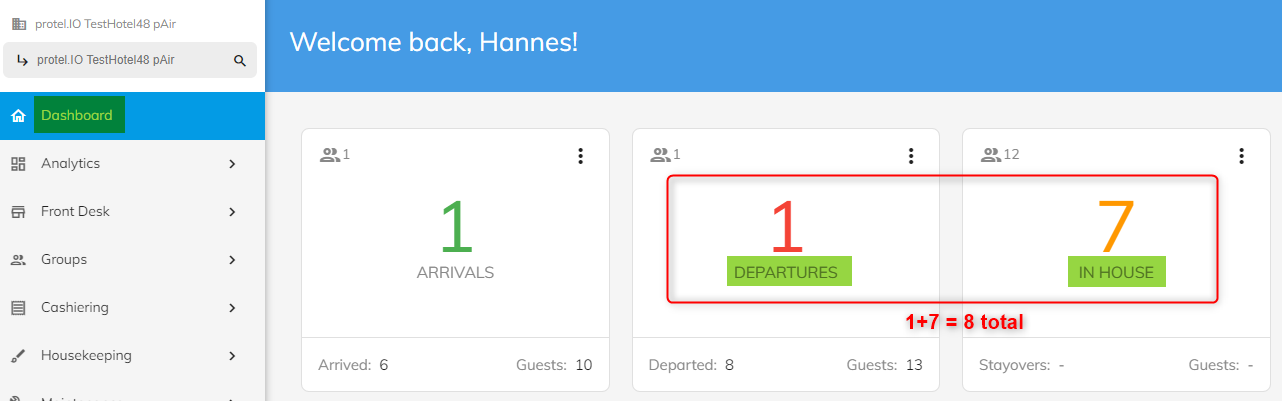 protel.IO TestHotel48 pAir
protel.IO TestHotel48 pAir
Dashboard
Analytics
Front Desk
Groups
Cashiering
Housekeeping
Welcome back, Hannes!
1
1
ARRIVALS
Arrived: 6 Guests: 10
1
1
DEPARTURES
Departed: 8 Guests: 13
12
7
IN HOUSE
Stayovers: - Guests: -
1+7 = 8 total